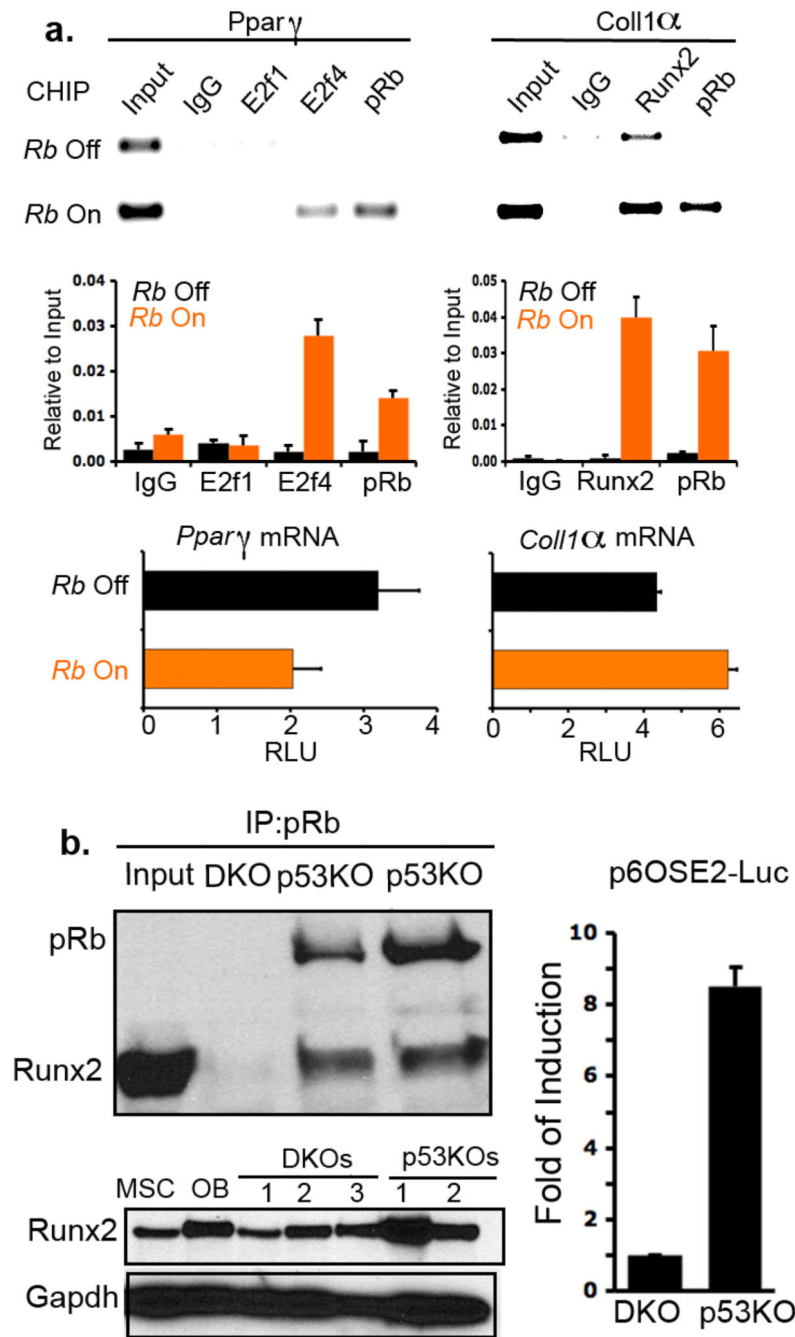 a.
Ppar γ
Coll1α
CHIP
Input
IgG
E2f1
E2f4
pRb
Input
IgG
Runx2
pRb
Rb Off
Rb On
0.04
0.03
0.02
0.01
0.00
Relative to Input
Rb Off
Rb On
IgG E2f1 E2f4 pRb
0.05
0.04
0.03
0.02
0.01
0.00
Relative to Input
Rb Off
Rb On
IgG Runx2 pRb
Pparγ mRNA
Rb Off
Rb On
0 1 2 3 4
RLU
Coll1α mRNA
0 2 4 6
RLU
b.
IP:pRb
Input DKO p53KO p53KO
pRb
Runx2
DKOs p53KOs
MSC OB 1 2 3 1 2
Runx2
Gapdh
p6OSE2-Luc
Fold of Induction
10
8
6
4
2
1
0
DKO p53KO